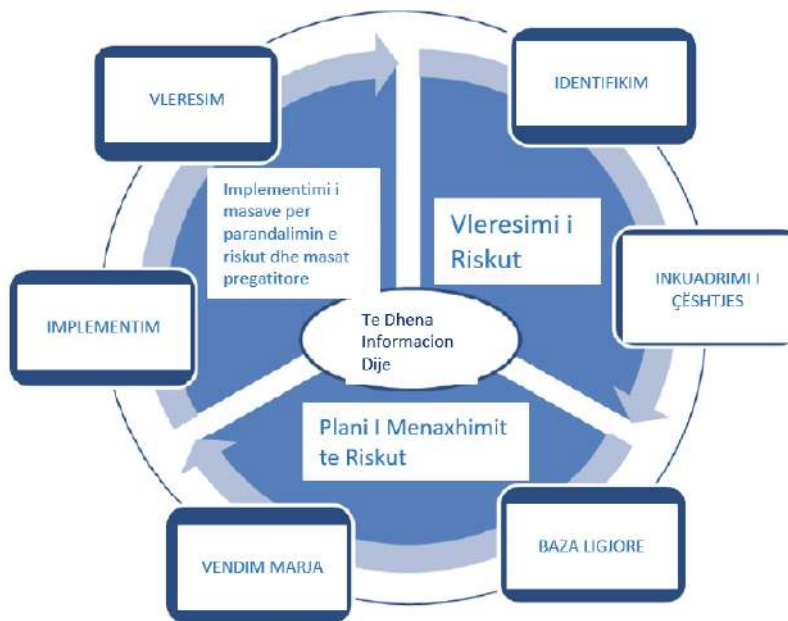 VLERESIM
IDENTIFIKIM
Implementimi i
masave per
parandalimin e
riskut dhe masat
pregatitore
Vleresimi i
Riskut
INKUADRIMI I
ÇËSHTJES
IMPLEMENTIM
Te Dhena
Informacion
Dije
Plani I Menaxhimit
te Riskut
VENDIM MARJA
BAZA LIGJORE